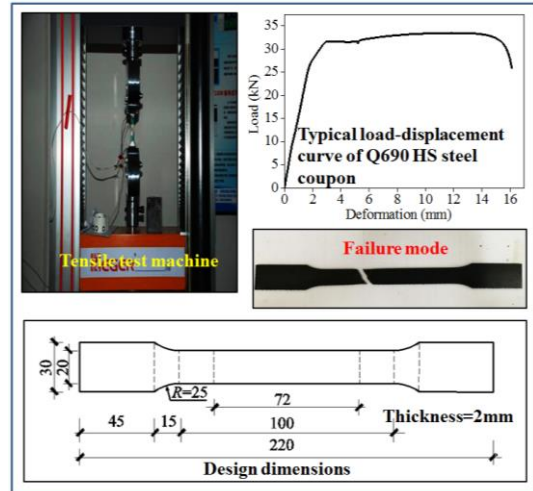 Tensile test machine
35
30
25
20
15
10
5
0
Load (kN)
Typical load-displacement
curve of Q690 HS steel
coupon
0 2 4 6 8 10 12 14 16
Deformation (mm)
Failure mode
30
20
R=25
72
Thickness=2mm
45 15 100
220
Design dimensions